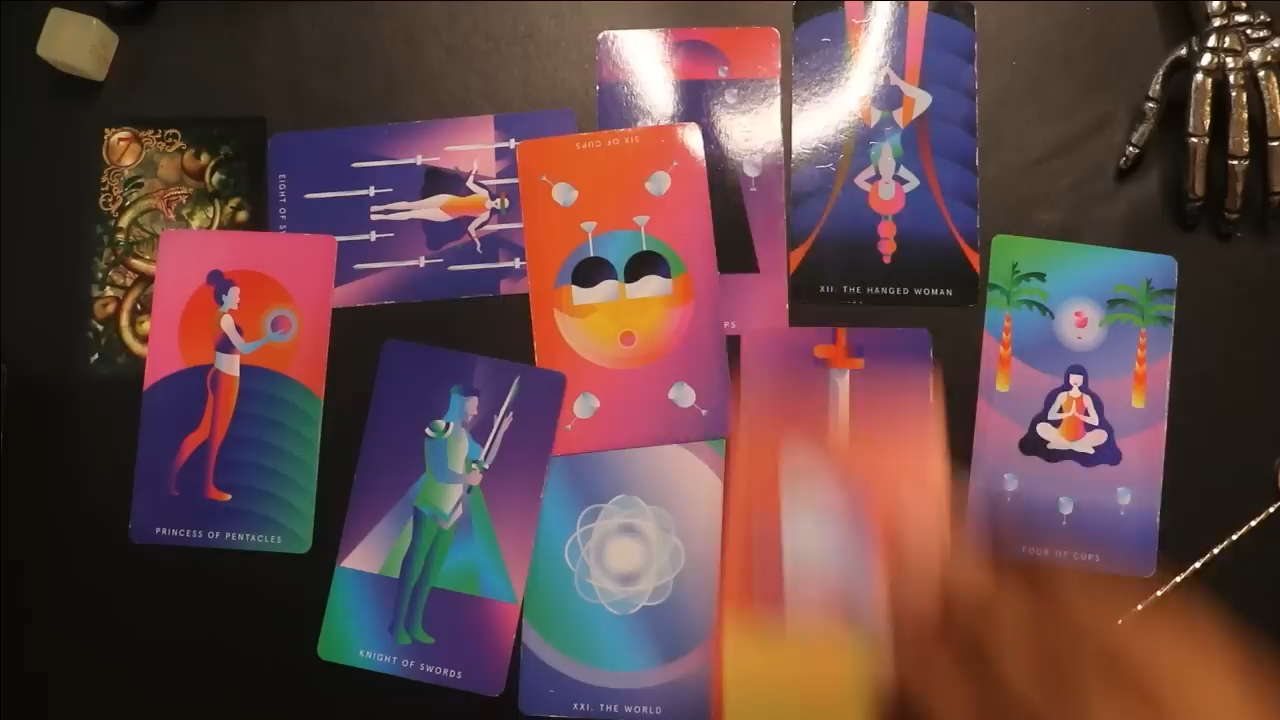 7
EIGHT OF S
SIX OF CUPS
PS
XII. THE HANGED WOMAN
PRINCESS OF PENTACLES
KNIGHT OF SWORDS
XXI. THE WORLD
FOUR OF CUPS